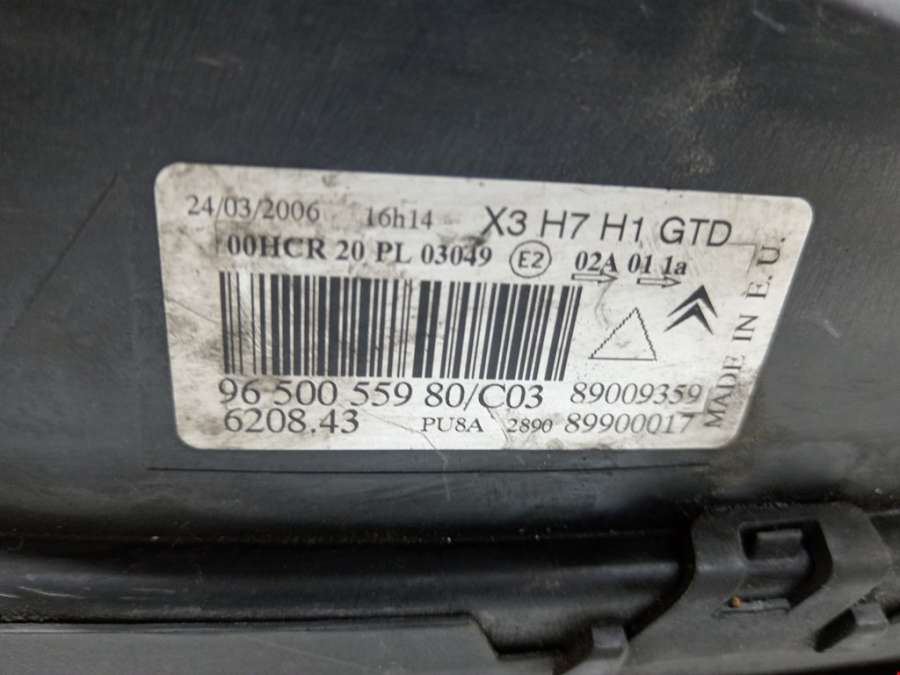 24/03/2006 16h14 X3 H7 H1 GTD
00HCR 20 PL 03049 E2 02A 01 1a
96 500 559 80/C03 89009359
6208.43 PU8A 2890 89900017
MADE IN E.U.